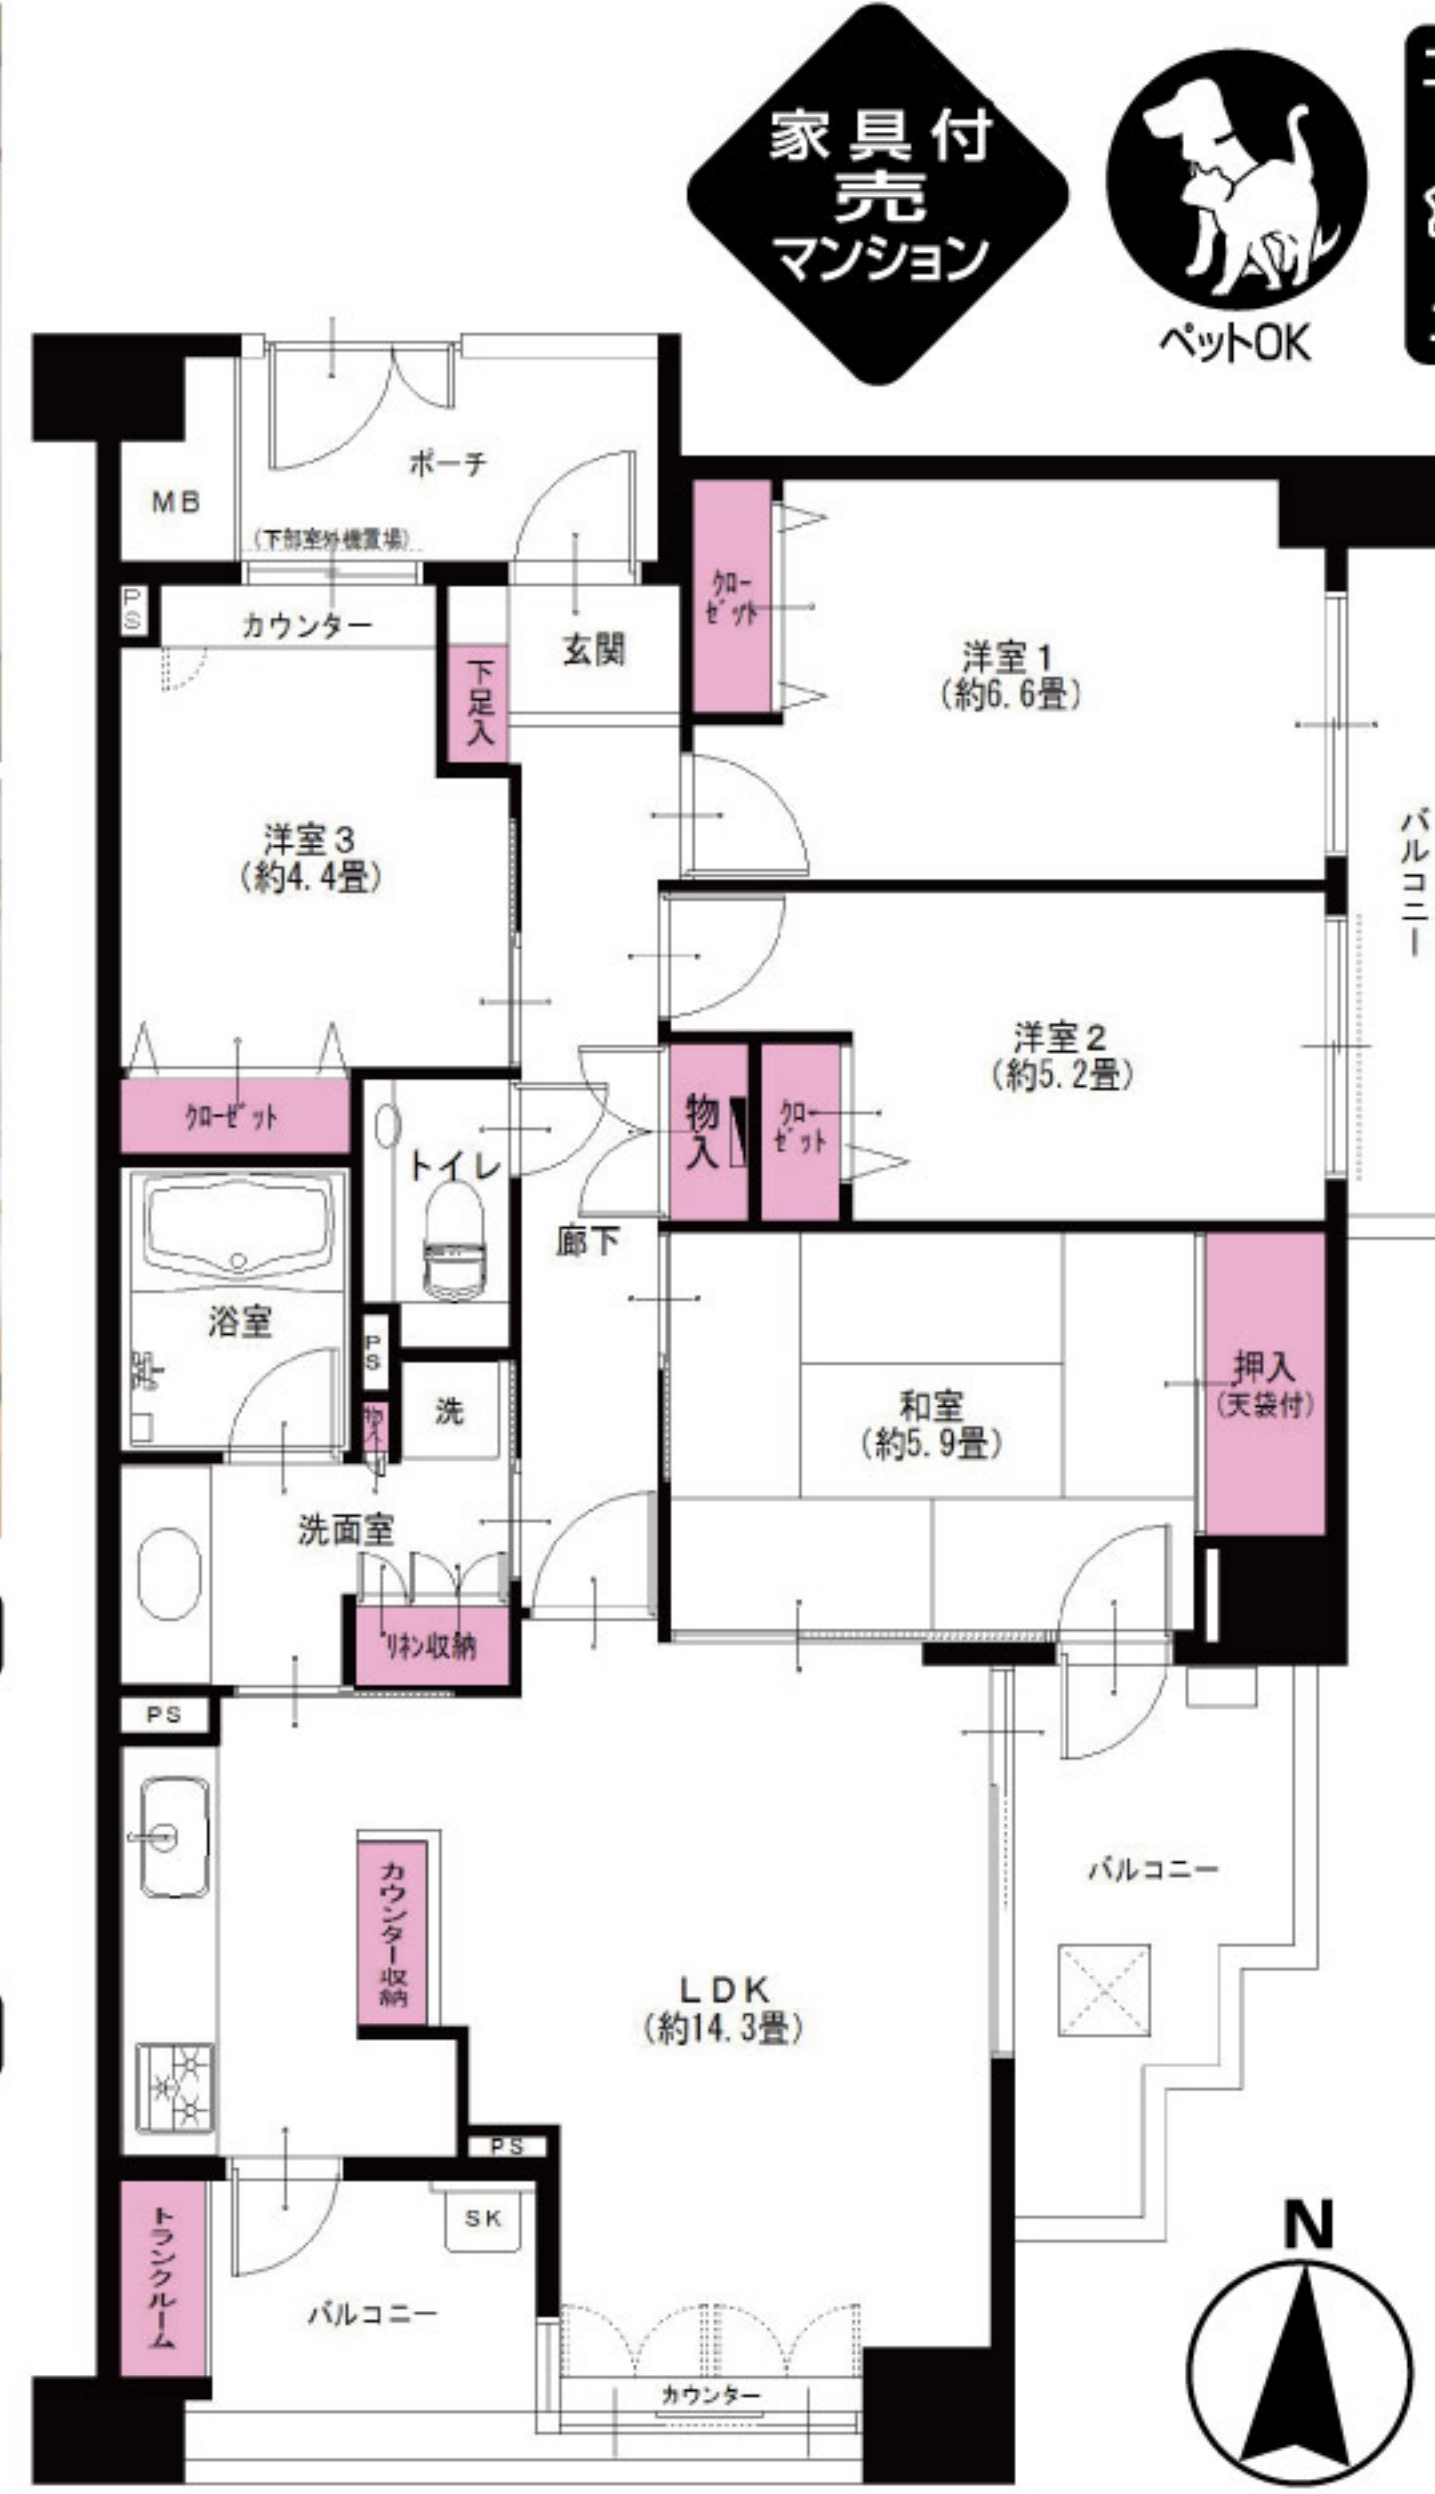 家具付
売
マンション
ペットOK
ポーチ
MB
(下部室外機置場)
PS
カウンター
玄関
下足入
クローゼット
洋室1
(約6.6畳)
バルコニー
洋室3
(約4.4畳)
洋室2
(約5.2畳)
クローゼット
トイレ
物入
クローゼット
廊下
浴室
PS
物入
洗
和室
(約5.9畳)
押入
(天袋付)
洗面室
リネン収納
PS
カウンター収納
LDK
(約14.3畳)
バルコニー
PS
SK
トランクルーム
バルコニー
カウンター
N